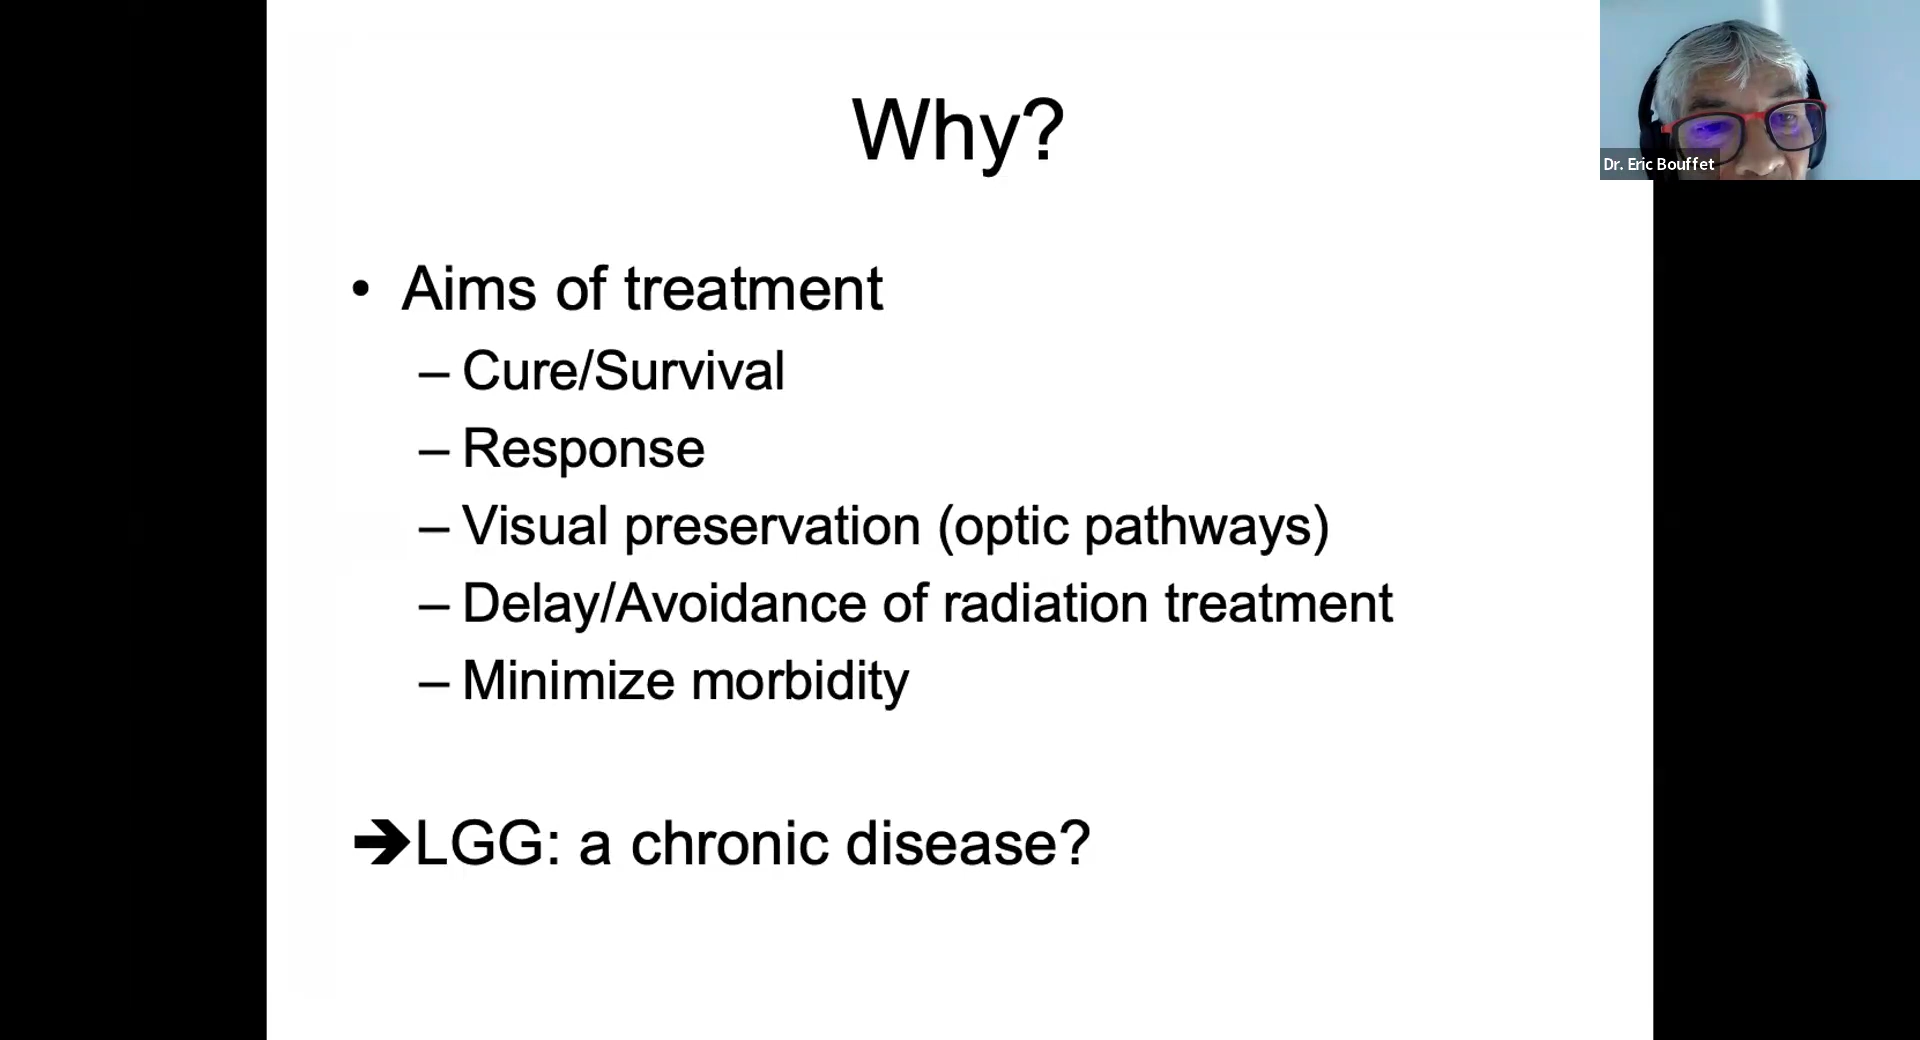 Why?
• Aims of treatment
– Cure/Survival
– Response
– Visual preservation (optic pathways)
– Delay/Avoidance of radiation treatment
– Minimize morbidity
➔LGG: a chronic disease?
Dr. Eric Bouffet